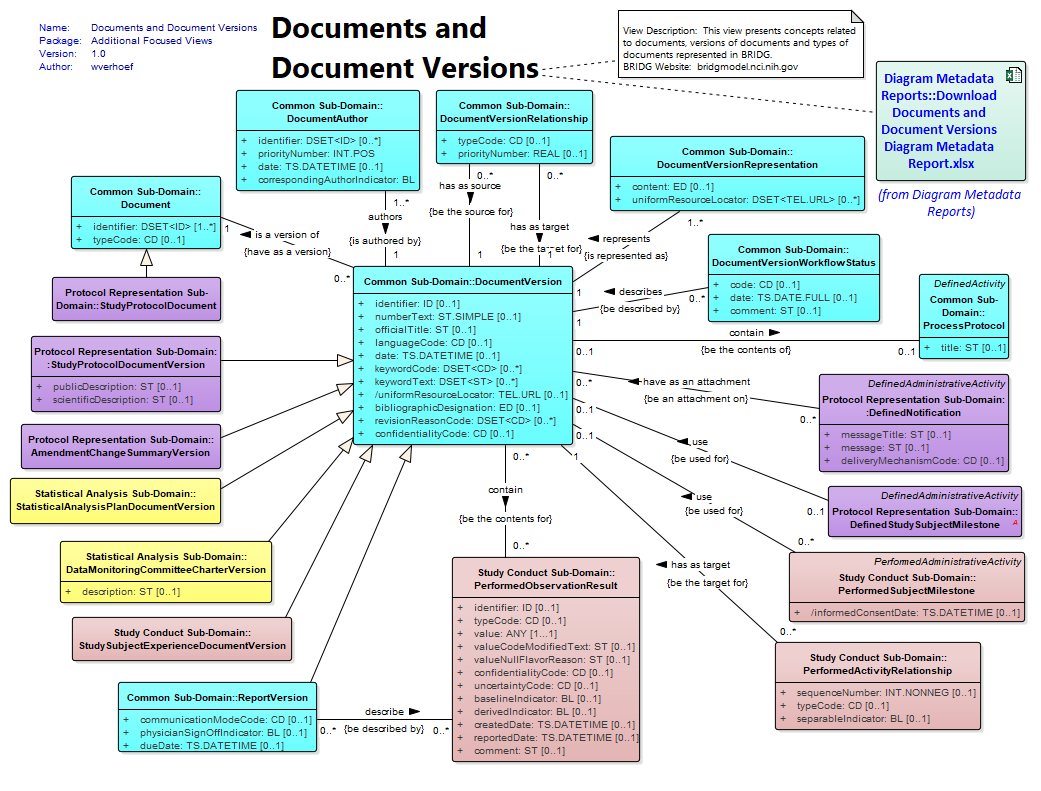 Name: Documents and Document Versions
Package: Additional Focused Views
Version: 1.0
Author: wverhoef
Documents and
Document Versions
View Description: This view presents concepts related
to documents, versions of documents and types of
documents represented in BRIDG.
BRIDG Website: bridgmodel.nci.nih.gov
Diagram Metadata
Reports::Download
Documents and
Document Versions
Diagram Metadata
Report.xlsx
(from Diagram Metadata
Reports)
Common Sub-Domain::
DocumentAuthor
+ identifier: DSET<ID> [0..*]
+ priorityNumber: INT.POS
+ date: TS.DATETIME [0..1]
+ correspondingAuthorIndicator: BL
Common Sub-Domain::
DocumentVersionRelationship
+ typeCode: CD [0..1]
+ priorityNumber: REAL [0..1]
Common Sub-Domain::
DocumentVersionRepresentation
+ content: ED [0..1]
+ uniformResourceLocator: DSET<TEL.URL> [0..*]
Common Sub-Domain::
Document
+ identifier: DSET<ID> [1..*]
+ typeCode: CD [0..1]
1
is a version of
{have as a version}
0..*
1..*
authors
{is authored by}
1
0..*
has as source
{be the source for}
1
0..*
has as target
{be the target for}
1
1..*
represents
{is represented as}
1
Common Sub-Domain::
DocumentVersionWorkflowStatus
+ code: CD [0..1]
+ date: TS.DATE.FULL [0..1]
+ comment: ST [0..1]
describes
0..*
{be described by}
1
DefinedActivity
Common Sub-
Domain::
ProcessProtocol
+ title: ST [0..1]
contain
0..1
{be the contents of}
0..1
Protocol Representation Sub-
Domain::StudyProtocolDocument
Common Sub-Domain::DocumentVersion
+ identifier: ID [0..1]
+ numberText: ST.SIMPLE [0..1]
+ officialTitle: ST [0..1]
+ languageCode: CD [0..1]
+ date: TS.DATETIME [0..1]
+ keywordCode: DSET<CD> [0..*]
+ keywordText: DSET<ST> [0..*]
+ /uniformResourceLocator: TEL.URL [0..1]
+ bibliographicDesignation: ED [0..1]
+ revisionReasonCode: DSET<CD> [0..*]
+ confidentialityCode: CD [0..1]
Protocol Representation Sub-Domain:
:StudyProtocolDocumentVersion
+ publicDescription: ST [0..1]
+ scientificDescription: ST [0..1]
0..*
have as an attachment
{be an attachment on}
0..*
DefinedAdministrativeActivity
Protocol Representation Sub-Domain:
:DefinedNotification
+ messageTitle: ST [0..1]
+ message: ST [0..1]
+ deliveryMechanismCode: CD [0..1]
Protocol Representation Sub-Domain::
AmendmentChangeSummaryVersion
0..1
use
{be used for}
0..1
DefinedAdministrativeActivity
Protocol Representation Sub-Domain::
DefinedStudySubjectMilestone
A
Statistical Analysis Sub-Domain::
StatisticalAnalysisPlanDocumentVersion
0..1
use
{be used for}
0..*
PerformedAdministrativeActivity
Study Conduct Sub-Domain::
PerformedSubjectMilestone
+ /informedConsentDate: TS.DATETIME [0..1]
0..*
contain
{be the contents for}
0..*
1
has as target
{be the target for}
0..*
Statistical Analysis Sub-Domain::
DataMonitoringCommitteeCharterVersion
+ description: ST [0..1]
Study Conduct Sub-Domain::
StudySubjectExperienceDocumentVersion
Study Conduct Sub-Domain::
PerformedObservationResult
+ identifier: ID [0..1]
+ typeCode: CD [0..1]
+ value: ANY [1...1]
+ valueCodeModifiedText: ST [0..1]
+ valueNullFlavorReason: ST [0..1]
+ confidentialityCode: CD [0..1]
+ uncertaintyCode: CD [0..1]
+ baselineIndicator: BL [0..1]
+ derivedIndicator: BL [0..1]
+ createdDate: TS.DATETIME [0..1]
+ reportedDate: TS.DATETIME [0..1]
+ comment: ST [0..1]
Study Conduct Sub-Domain::
PerformedActivityRelationship
+ sequenceNumber: INT.NONNEG [0..1]
+ typeCode: CD [0..1]
+ separableIndicator: BL [0..1]
Common Sub-Domain::ReportVersion
+ communicationModeCode: CD [0..1]
+ physicianSignOffIndicator: BL [0..1]
+ dueDate: TS.DATETIME [0..1]
describe
0..* {be described by} 0..*